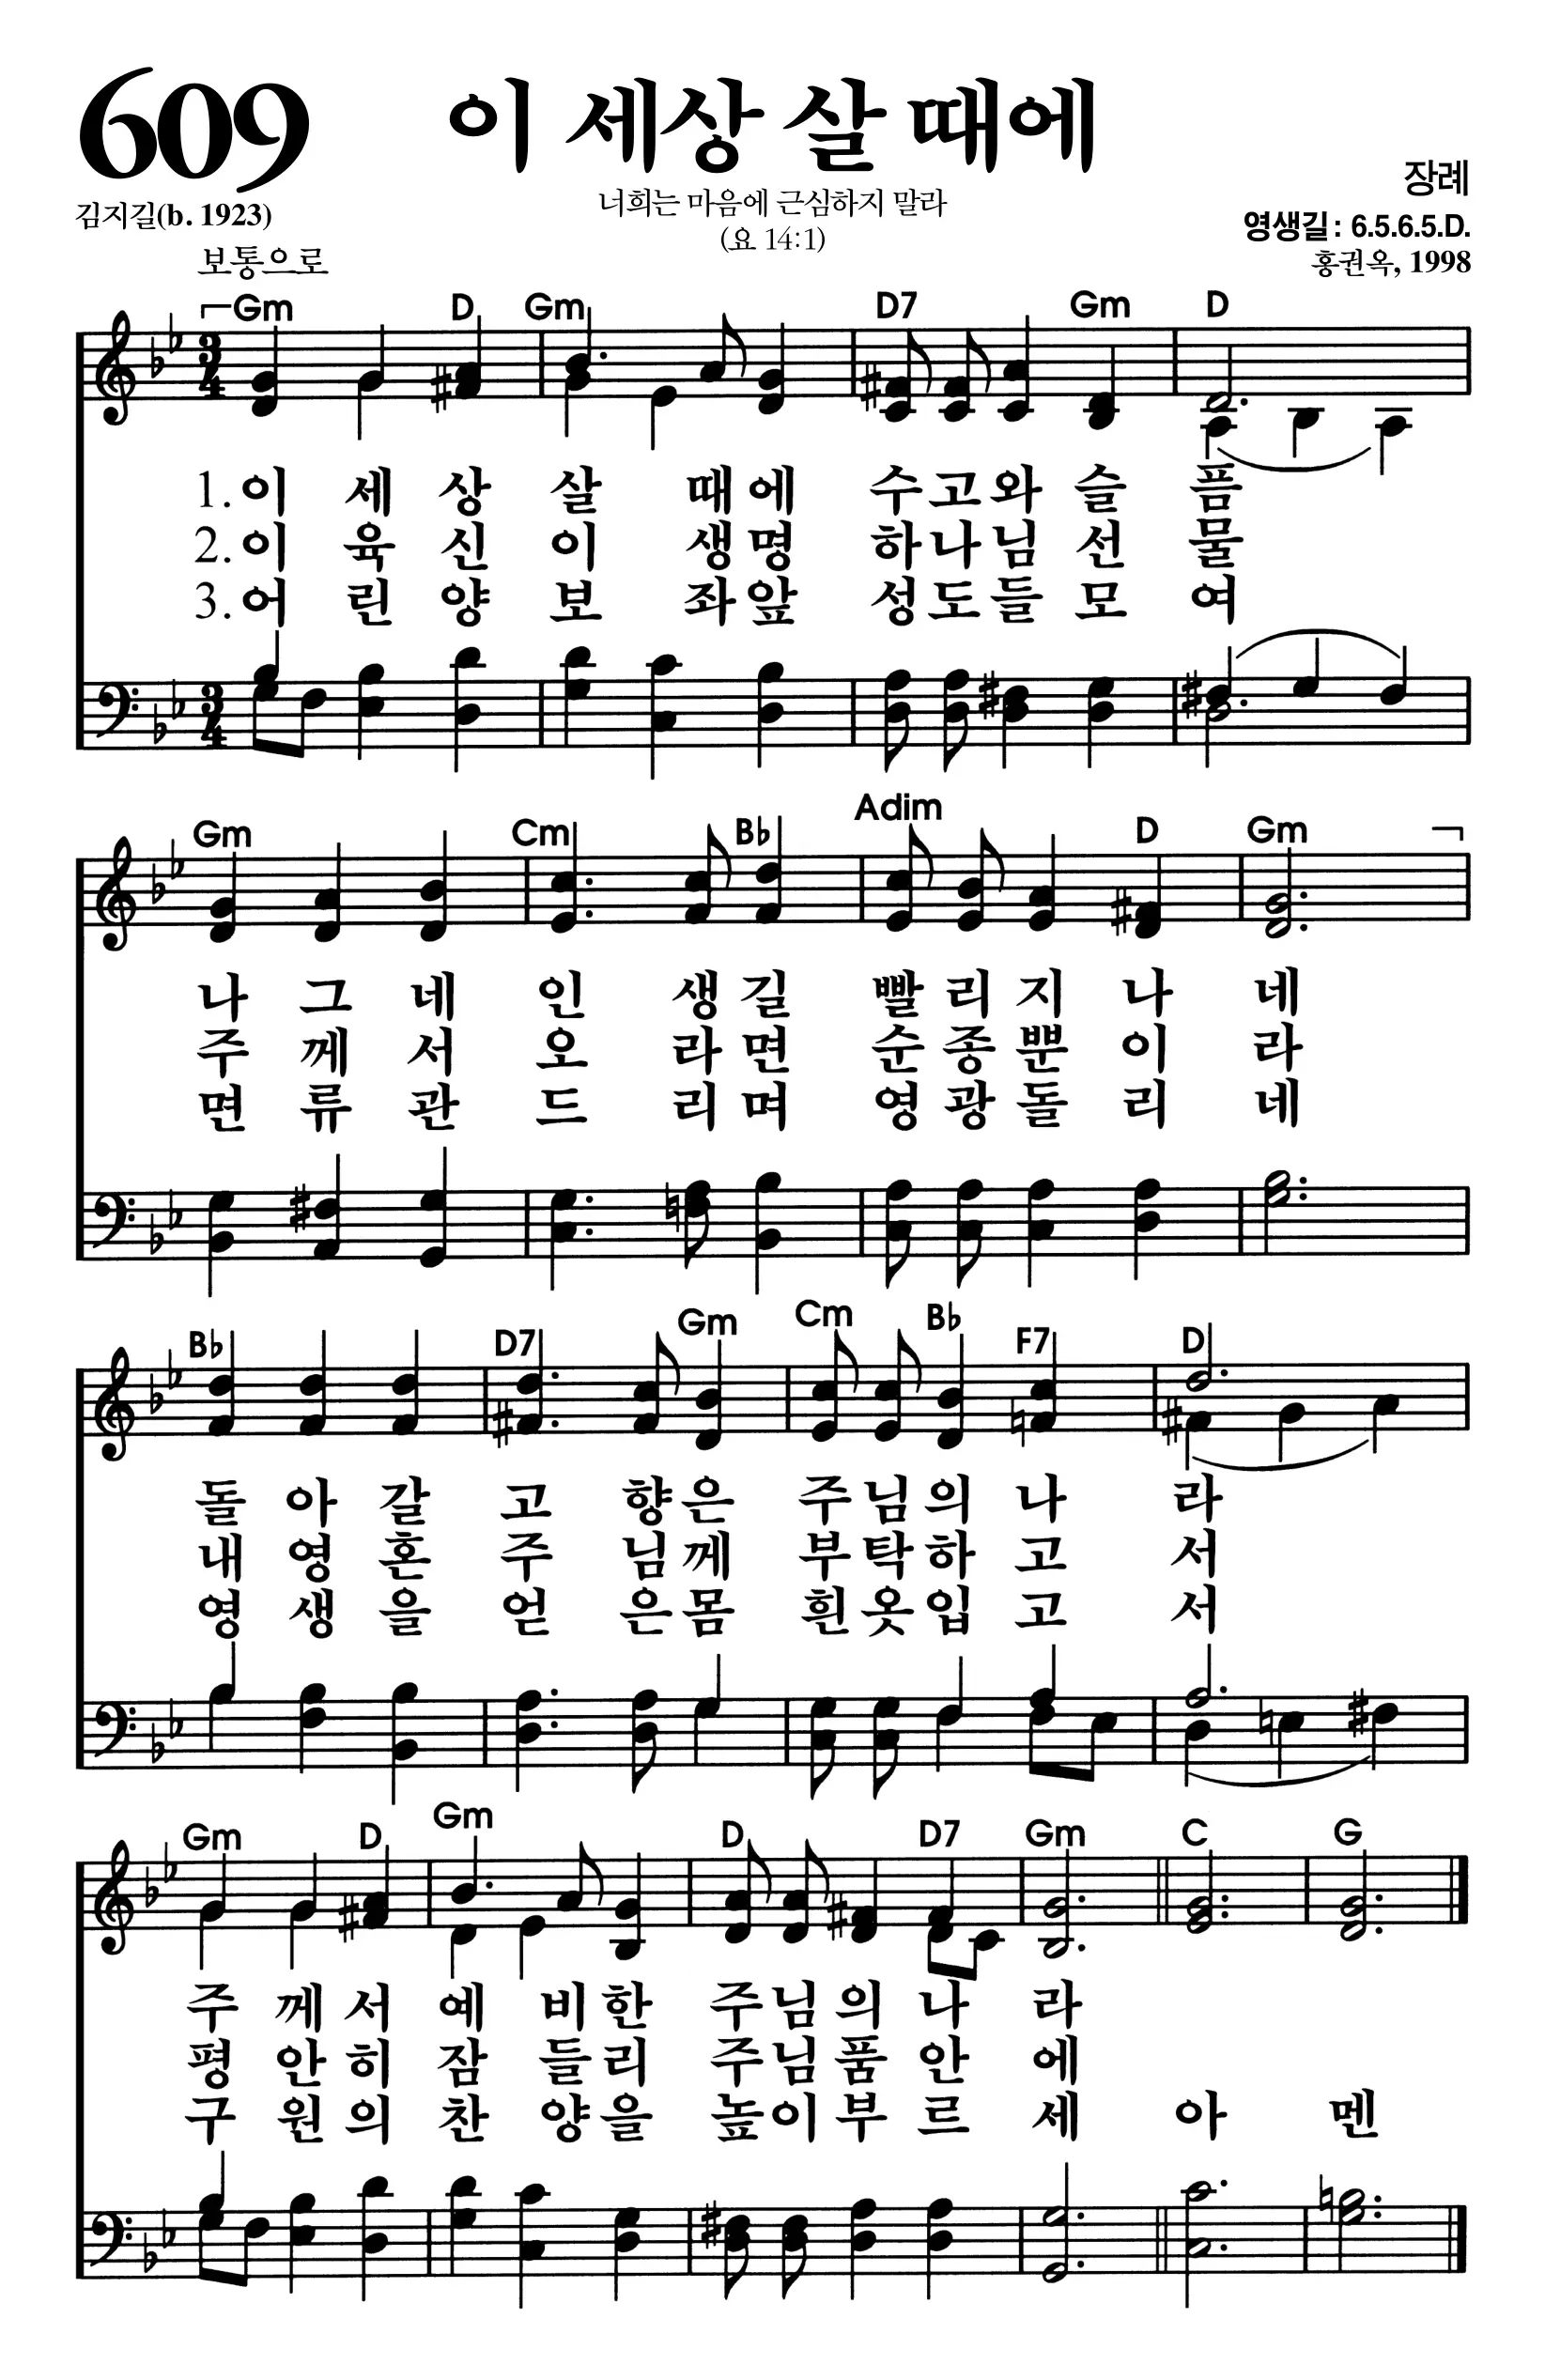 609 이 세상 살 때에
장례
김지길(b. 1923) 너희는 마음에 근심하지 말라
(요 14:1)
영생길: 6.5.6.5.D.
보통으로
홍권옥, 1998
Gm D Gm D7 Gm D
3/4
1. 이 세 상 살 때 에 수 고 와 슬 픔
2. 이 육 신 이 생 명 하 나 님 선 물
3. 어 린 양 보 좌 앞 성 도 들 모 여
3/4
Gm Cm B♭ Adim D Gm
나 그 네 인 생 길 빨 리 지 나 네
주 께 서 오 라 면 순 종 뿐 이 라
면 류 관 드 리 며 영 광 돌 리 네
B♭ D7 Gm Cm B♭ F7 D
돌 아 갈 고 향 은 주 님 의 나 라
내 영 혼 주 님 께 부 탁 하 고 서
영 생 을 얻 은 몸 흰 옷 입 고 서
Gm D Gm D D7 Gm C G
주 께 서 예 비 한 주 님 의 나 라
평 안 히 잠 들 리 주 님 품 안 에
구 원 의 찬 양 을 높 이 부 르 세 아 멘